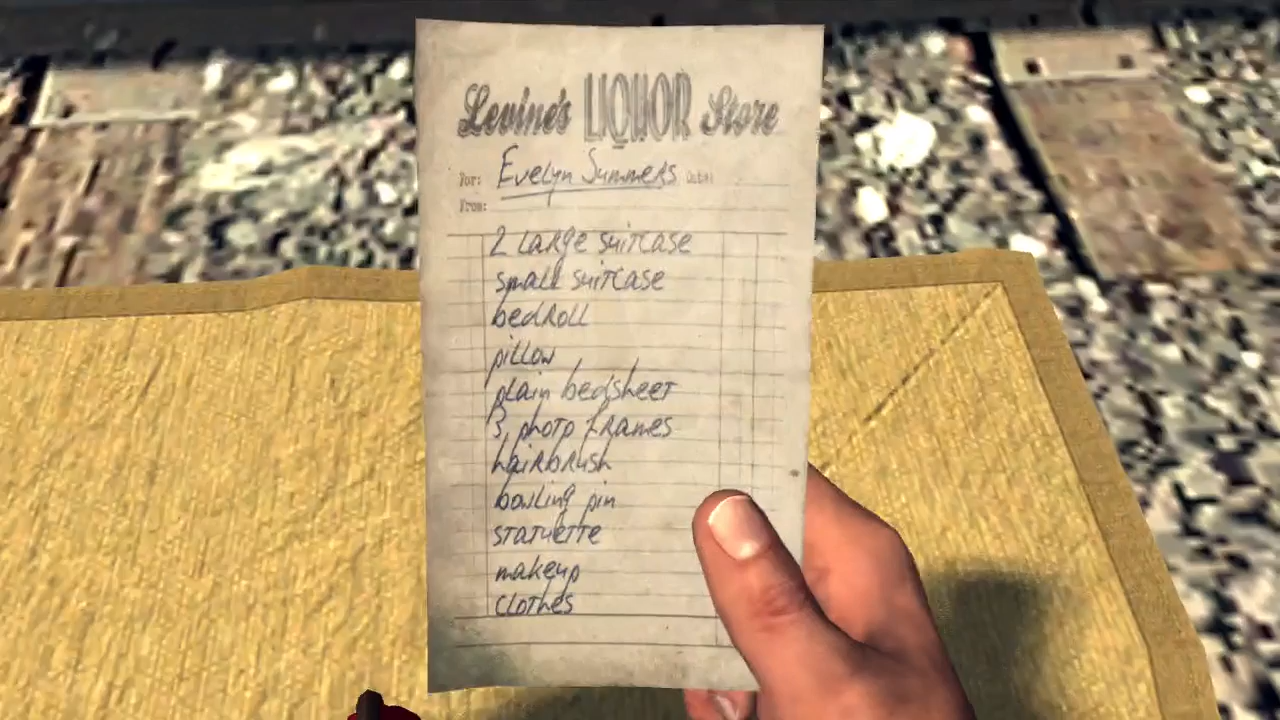 Levine's LIQUOR Store
For: Evelyn Summers Date:
From:
2 Large suitcase
small suitcase
bedroll
pillow
plain bedsheet
3 photo frames
hairbrush
bowling pin
statuette
makeup
clothes